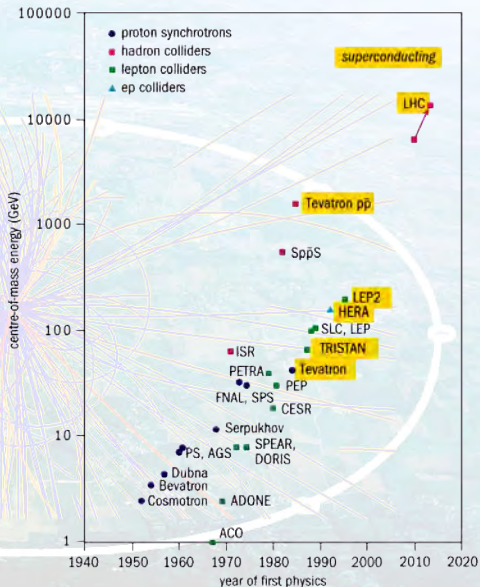 100000
proton synchrotrons
hadron colliders
lepton colliders
ep colliders
superconducting
LHC
10000
Tevatron pp̄
1000
Spp̄S
LEP2
HERA
100
SLC, LEP
TRISTAN
ISR
PETRA
Tevatron
PEP
FNAL, SPS
CESR
Serpukhov
10
PS, AGS
SPEAR,
DORIS
Dubna
Bevatron
Cosmotron
ADONE
ACO
1
1940 1950 1960 1970 1980 1990 2000 2010 2020
year of first physics
centre-of-mass energy (GeV)